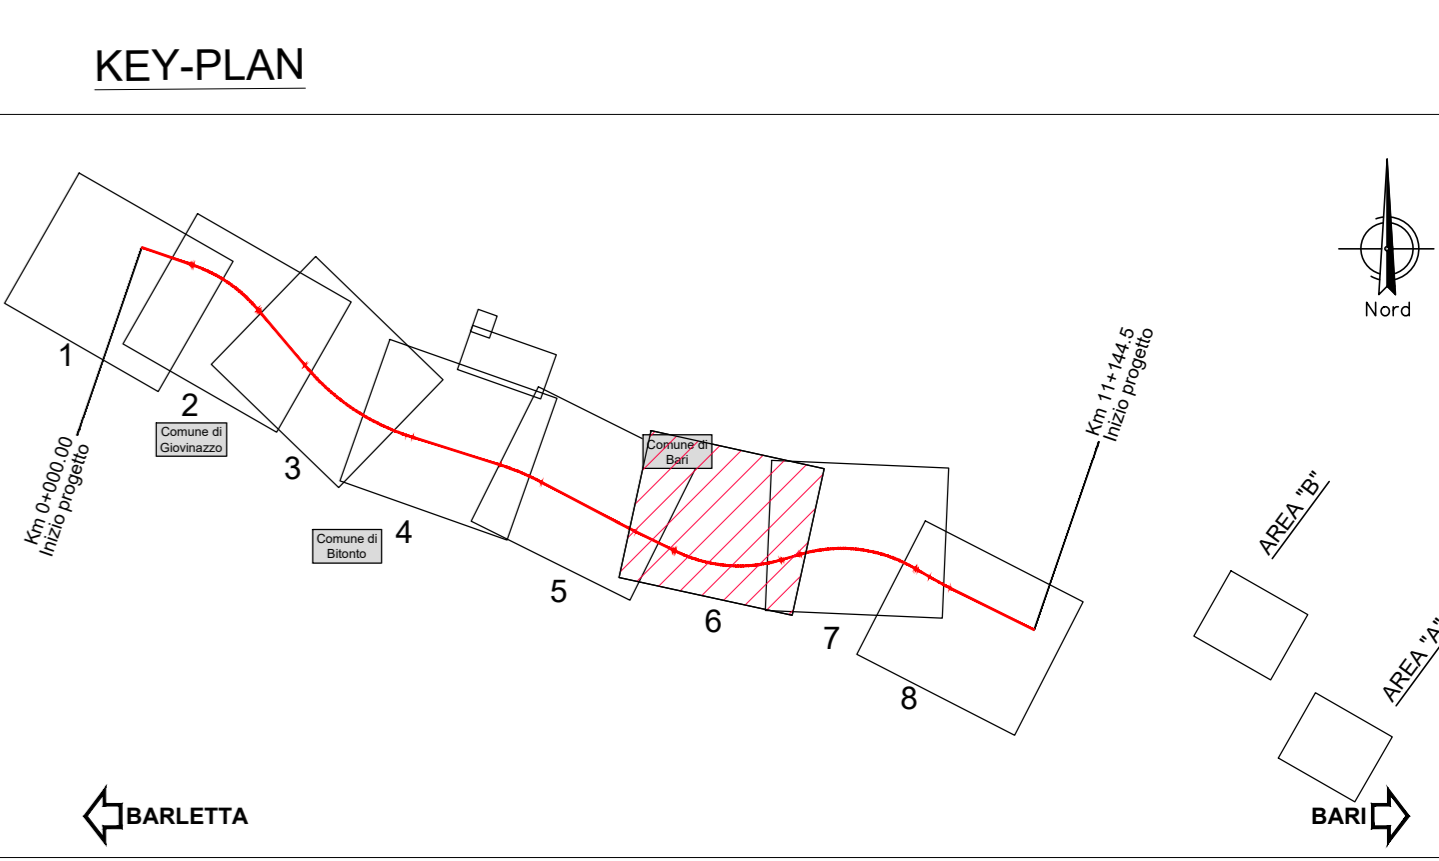 KEY-PLAN
Nord
1
2
Comune di
Giovinazzo
3
Km 0+000.00
Inizio progetto
4
Comune di
Bitonto
5
Comune di
Bari
6
7
8
Km 11+144.5
Inizio progetto
AREA "B"
AREA "A"
BARLETTA
BARI